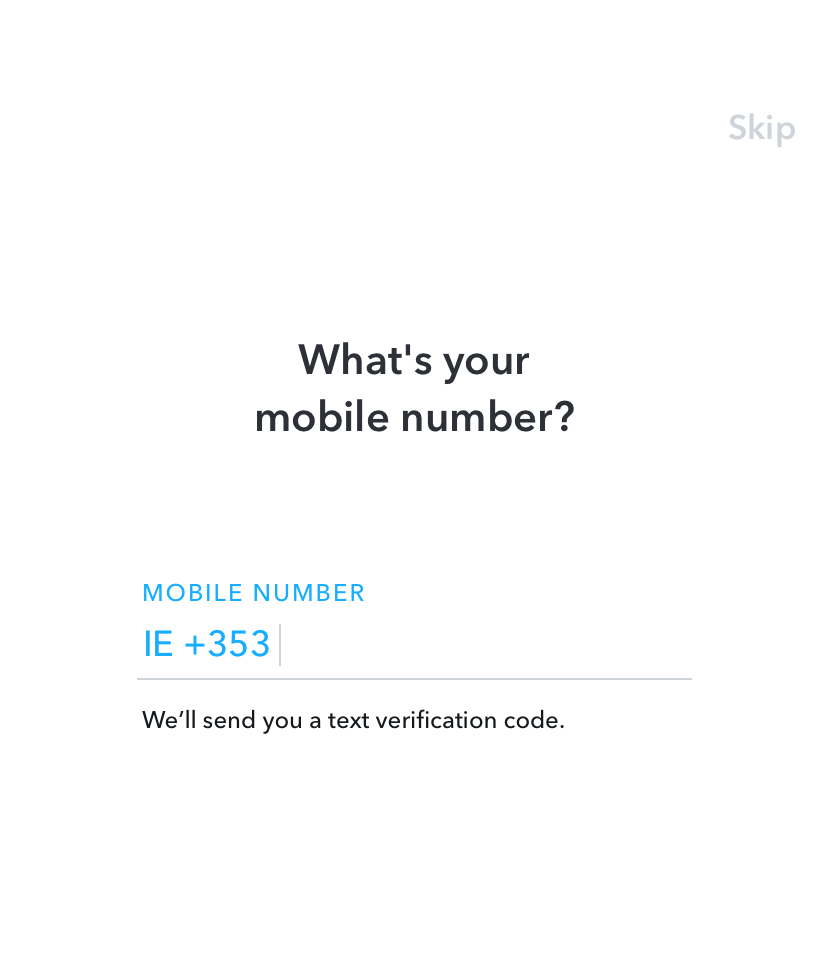 Skip
What's your
mobile number?
MOBILE NUMBER
IE +353
We’ll send you a text verification code.